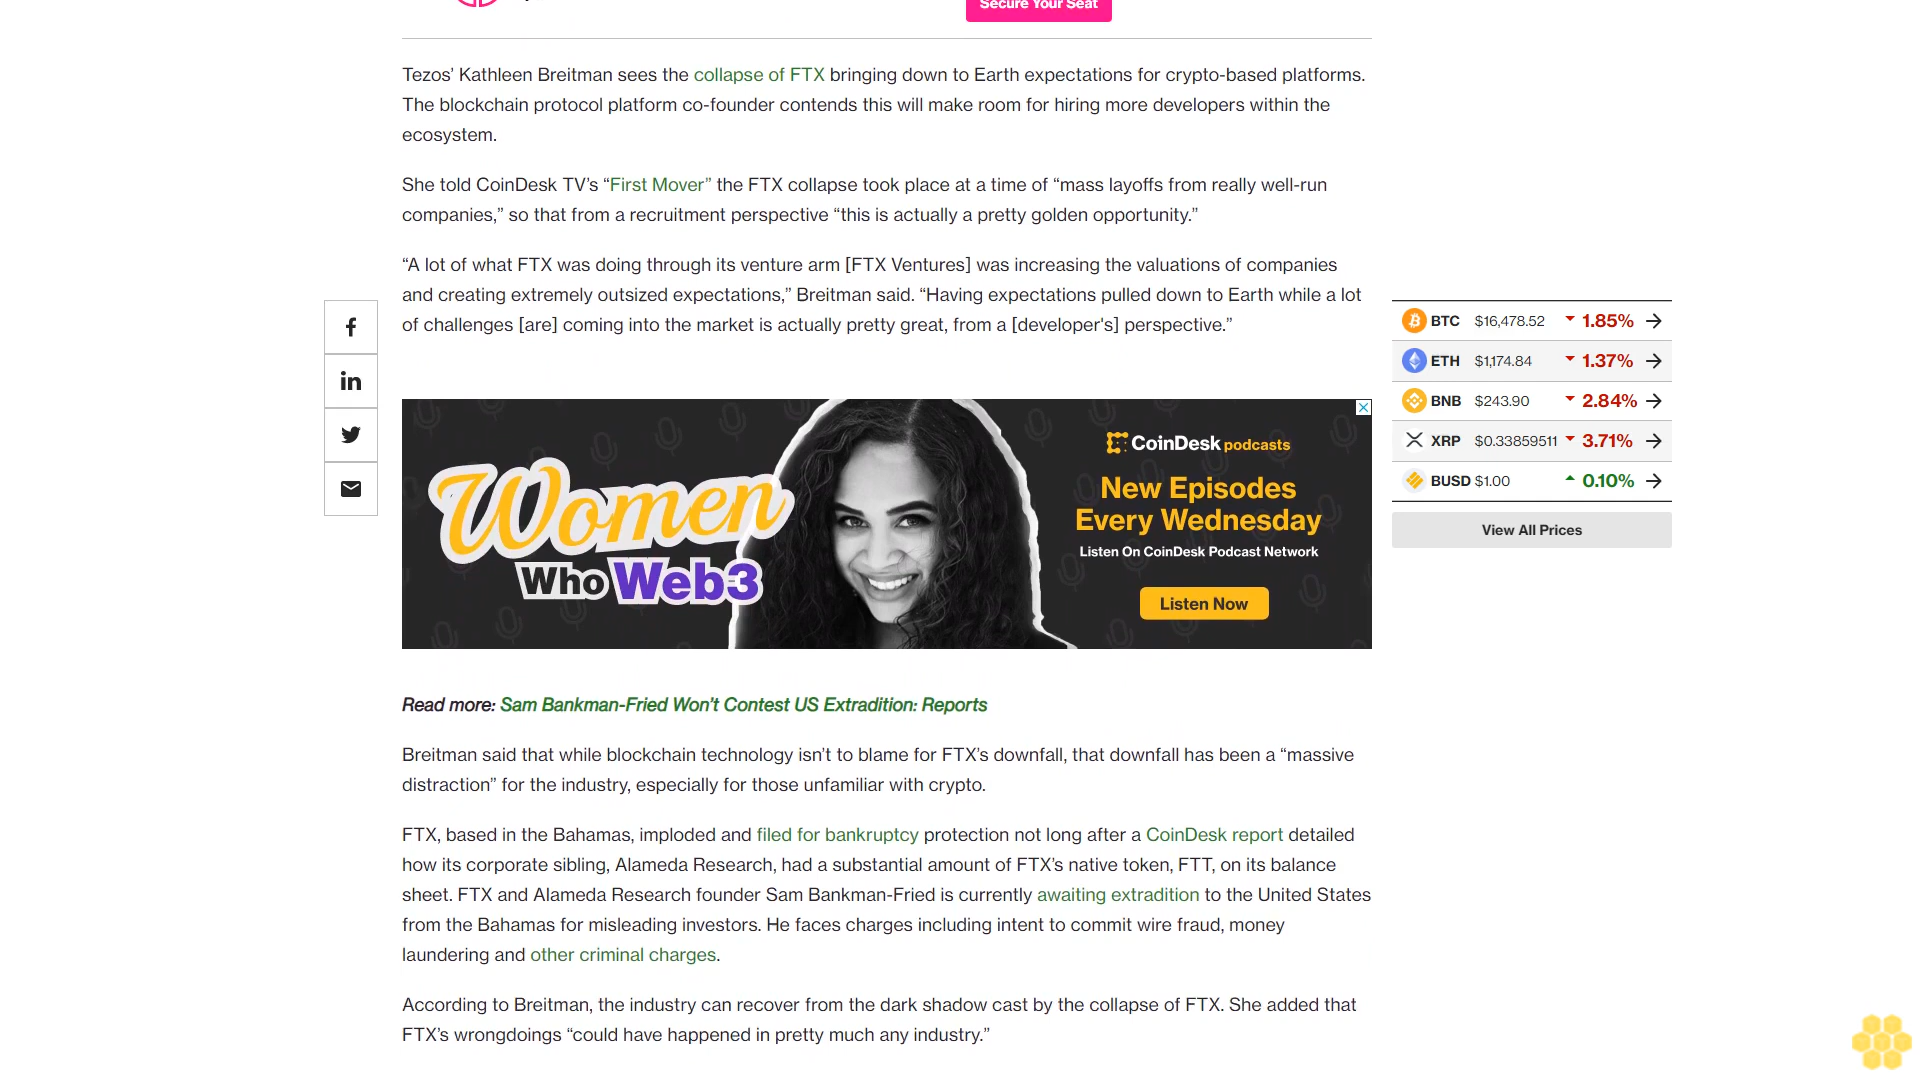 Secure Your Seat
Tezos’ Kathleen Breitman sees the collapse of FTX bringing down to Earth expectations for crypto-based platforms.
The blockchain protocol platform co-founder contends this will make room for hiring more developers within the
ecosystem.
She told CoinDesk TV’s “First Mover” the FTX collapse took place at a time of “mass layoffs from really well-run
companies,” so that from a recruitment perspective “this is actually a pretty golden opportunity.”
“A lot of what FTX was doing through its venture arm [FTX Ventures] was increasing the valuations of companies
and creating extremely outsized expectations,” Breitman said. “Having expectations pulled down to Earth while a lot
of challenges [are] coming into the market is actually pretty great, from a [developer's] perspective.”
BTC $16,478.52 1.85%
ETH $1,174.84 1.37%
BNB $243.90 2.84%
XRP $0.33859511 3.71%
BUSD $1.00 0.10%
View All Prices
Women
Who Web3
CoinDesk podcasts
New Episodes
Every Wednesday
Listen On CoinDesk Podcast Network
Listen Now
Read more: Sam Bankman-Fried Won’t Contest US Extradition: Reports
Breitman said that while blockchain technology isn’t to blame for FTX’s downfall, that downfall has been a “massive
distraction” for the industry, especially for those unfamiliar with crypto.
FTX, based in the Bahamas, imploded and filed for bankruptcy protection not long after a CoinDesk report detailed
how its corporate sibling, Alameda Research, had a substantial amount of FTX’s native token, FTT, on its balance
sheet. FTX and Alameda Research founder Sam Bankman-Fried is currently awaiting extradition to the United States
from the Bahamas for misleading investors. He faces charges including intent to commit wire fraud, money
laundering and other criminal charges.
According to Breitman, the industry can recover from the dark shadow cast by the collapse of FTX. She added that
FTX’s wrongdoings “could have happened in pretty much any industry.”